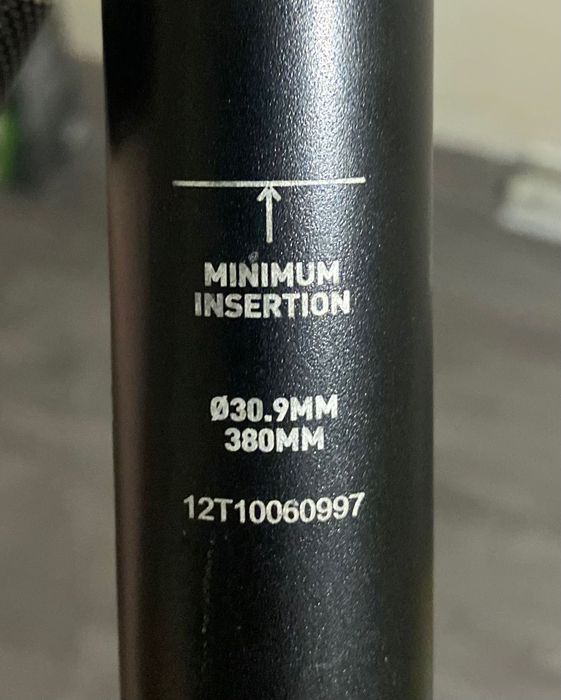 MINIMUM
INSERTION
Ø30.9MM
380MM
12T10060997